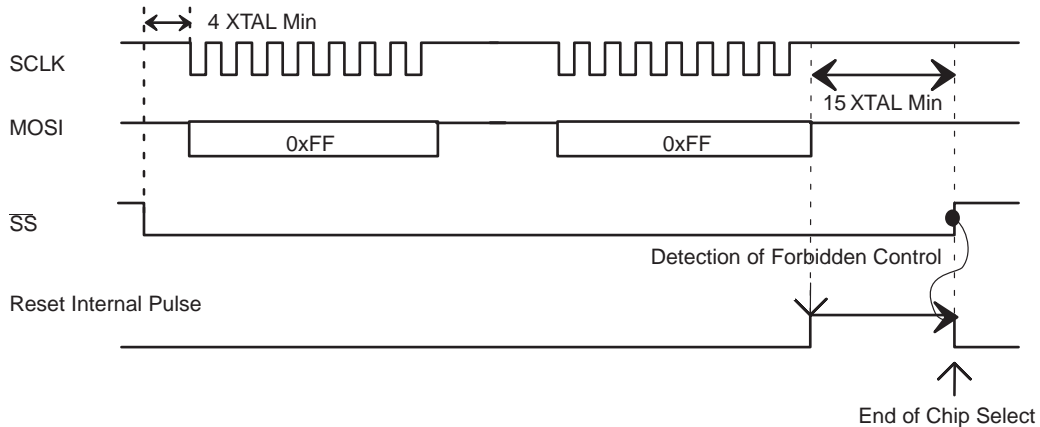 4 XTAL Min
SCLK
15 XTAL Min
MOSI
0xFF
0xFF
SS
Detection of Forbidden Control
Reset Internal Pulse
End of Chip Select